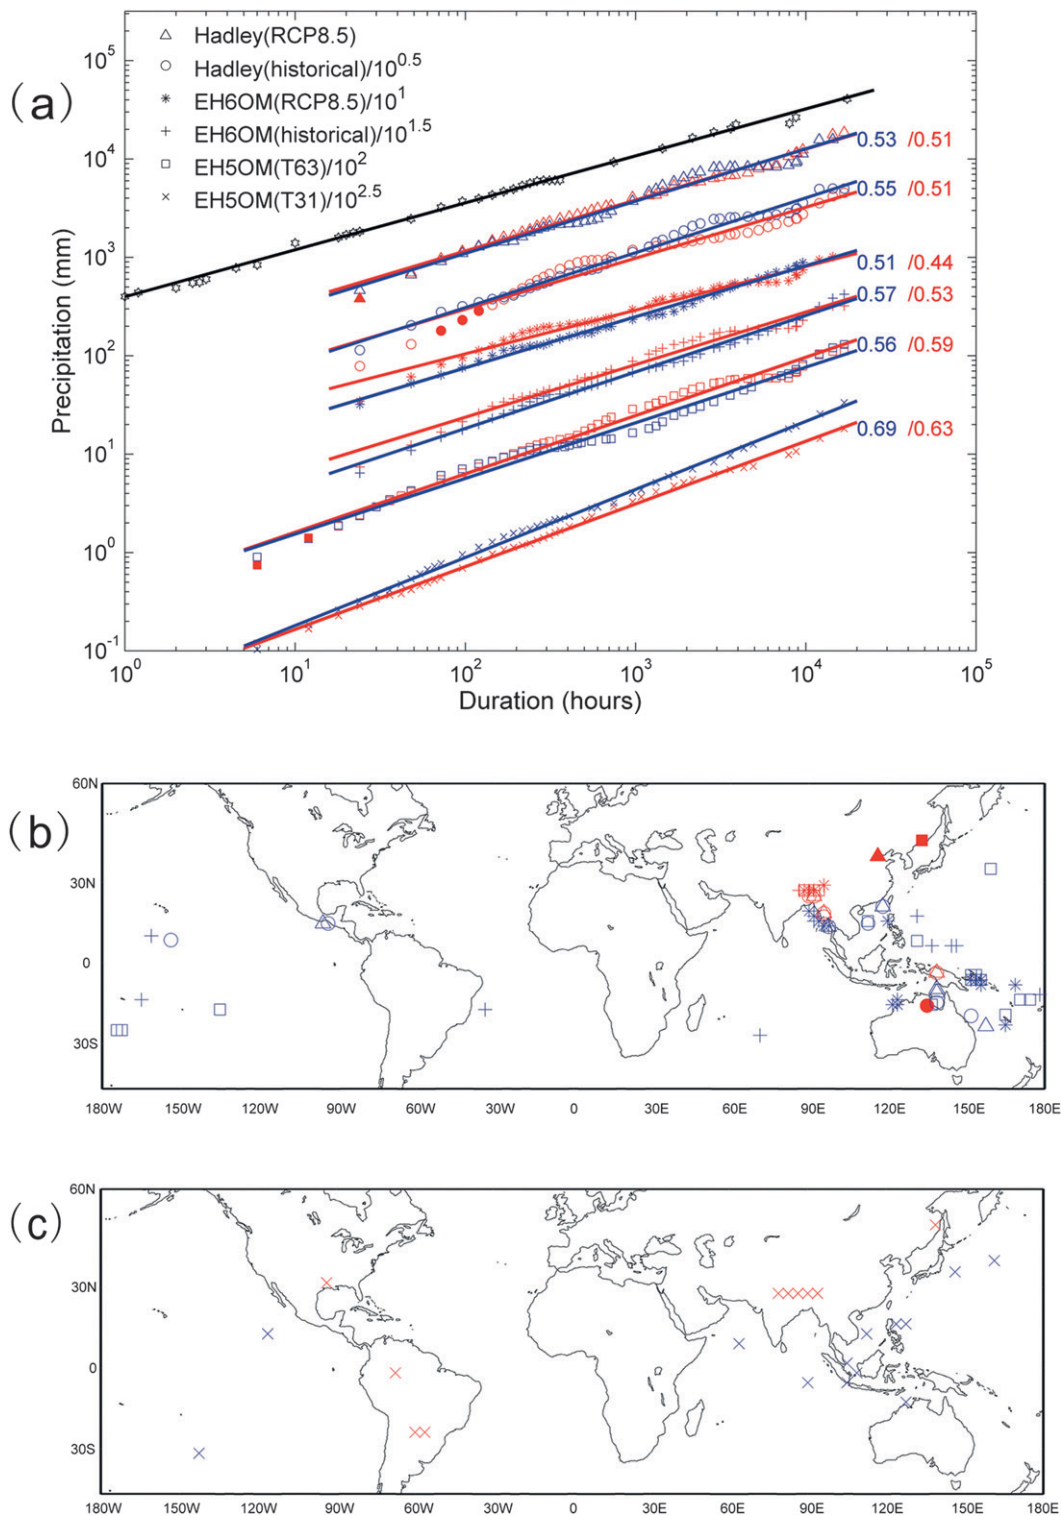 (a)
10^5
10^4
10^3
10^2
10^1
10^0
10^-1
Precipitation (mm)
Hadley(RCP8.5)
Hadley(historical)/10^0.5
EH6OM(RCP8.5)/10^1
EH6OM(historical)/10^1.5
EH5OM(T63)/10^2
EH5OM(T31)/10^2.5
0.53 /0.51
0.55 /0.51
0.51 /0.44
0.57 /0.53
0.56 /0.59
0.69 /0.63
10^0 10^1 10^2 10^3 10^4 10^5
Duration (hours)
(b)
60N
30N
0
30S
180W 150W 120W 90W 60W 30W 0 30E 60E 90E 120E 150E 180E
(c)
60N
30N
0
30S
180W 150W 120W 90W 60W 30W 0 30E 60E 90E 120E 150E 180E